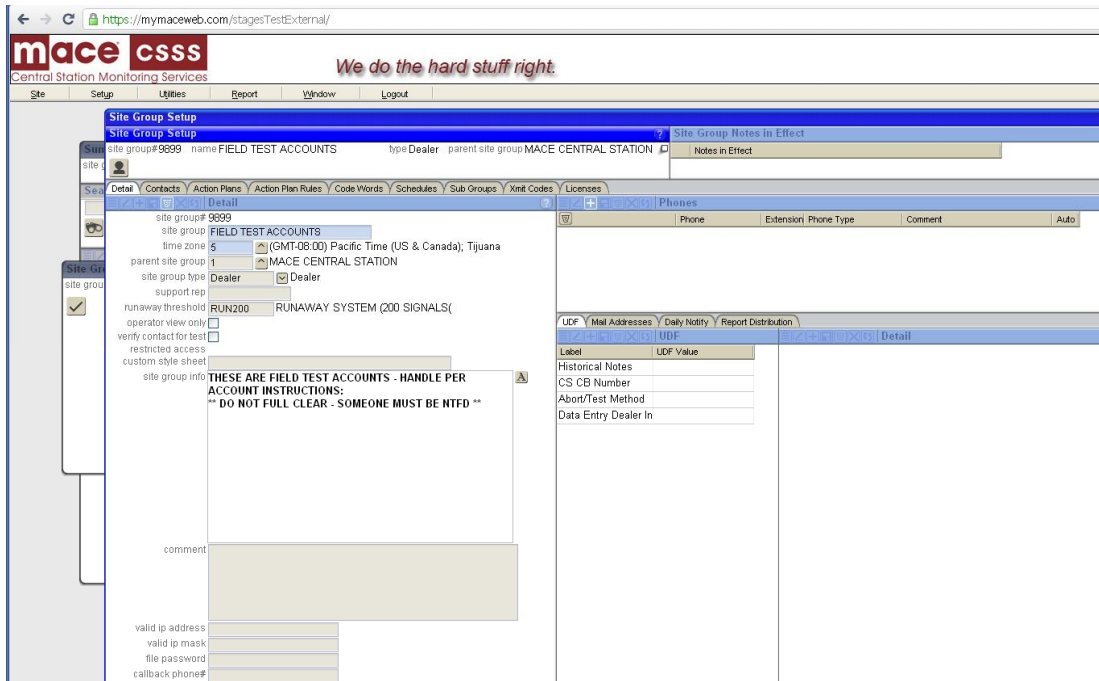 https://mymaceweb.com/stagesTestExternal/
mace csss
Central Station Monitoring Services
We do the hard stuff right.
Site Setup Utilities Report Window Logout
Site Group Setup
Site Group Setup ? Site Group Notes in Effect
site group# 9899 name FIELD TEST ACCOUNTS type Dealer parent site group MACE CENTRAL STATION Notes in Effect
Sum
site g
Sea
Detail Contacts Action Plans Action Plan Rules Code Words Schedules Sub Groups Xmit Codes Licenses
Detail ? Phones
site group# 9899 Phone Extension Phone Type Comment Auto
site group FIELD TEST ACCOUNTS
time zone 5 (GMT-08:00) Pacific Time (US & Canada); Tijuana
parent site group 1 MACE CENTRAL STATION
Site Gr
site group type Dealer Dealer
site grou
support rep
runaway threshold RUN200 RUNAWAY SYSTEM (200 SIGNALS(
operator view only
UDF Mail Addresses Daily Notify Report Distribution
verify contact for test
UDF Detail
restricted access
Label UDF Value
custom style sheet
Historical Notes
site group info THESE ARE FIELD TEST ACCOUNTS - HANDLE PER A
CS CB Number
ACCOUNT INSTRUCTIONS:
** DO NOT FULL CLEAR - SOMEONE MUST BE NTFD **
Abort/Test Method
Data Entry Dealer In
comment
valid ip address
valid ip mask
file password
callback phone#